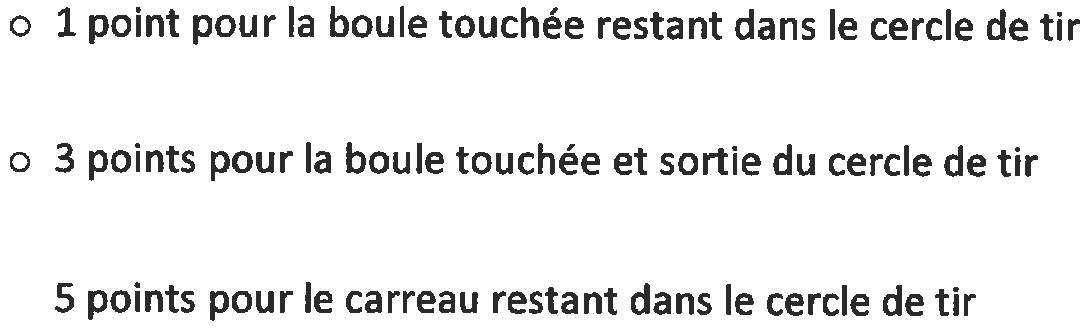 o 1 point pour la boule touchée restant dans le cercle de tir
o 3 points pour la boule touchée et sortie du cercle de tir
5 points pour le carreau restant dans le cercle de tir